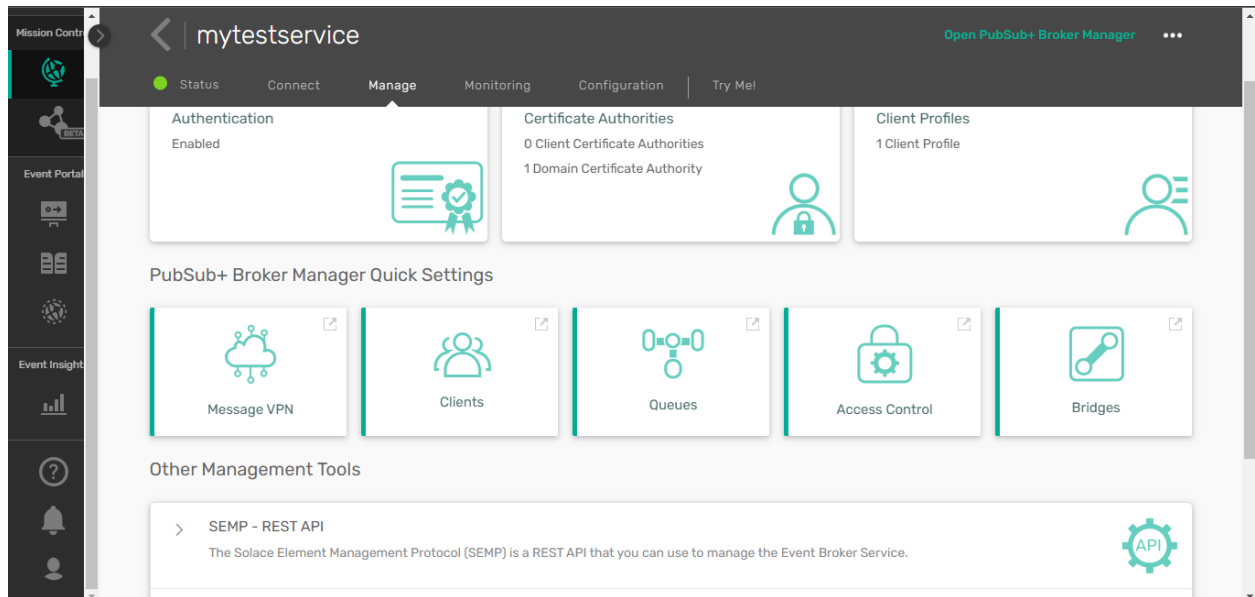 Mission Contr
mytestservice
Open PubSub+ Broker Manager
Status
Connect
Manage
Monitoring
Configuration
Try Me!
BETA
Event Portal
Event Insight
Authentication
Enabled
Certificate Authorities
0 Client Certificate Authorities
1 Domain Certificate Authority
Client Profiles
1 Client Profile
PubSub+ Broker Manager Quick Settings
Message VPN
Clients
Queues
Access Control
Bridges
Other Management Tools
SEMP - REST API
The Solace Element Management Protocol (SEMP) is a REST API that you can use to manage the Event Broker Service.
API